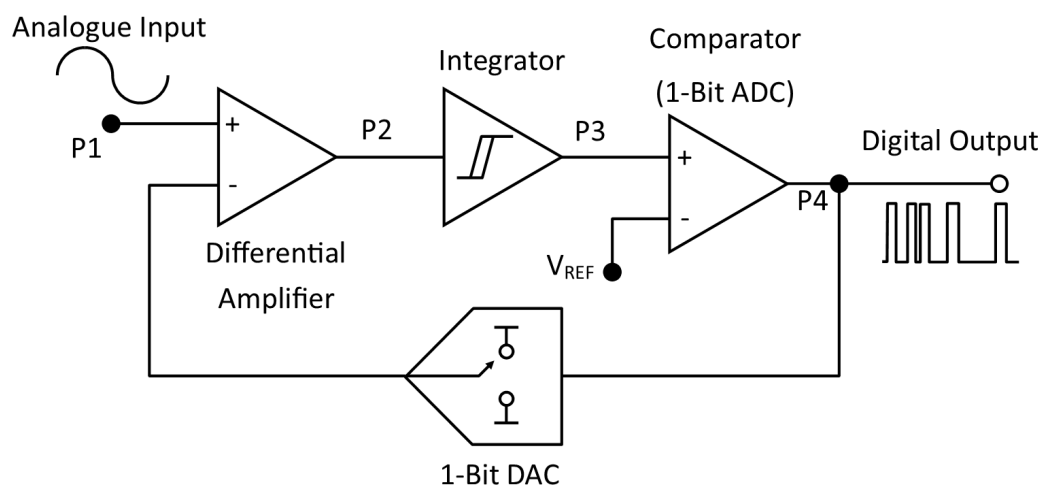 Analogue Input
Integrator
Comparator
(1-Bit ADC)
P1
+
-
P2
P3
+
-
P4
Digital Output
Differential
Amplifier
VREF
1-Bit DAC